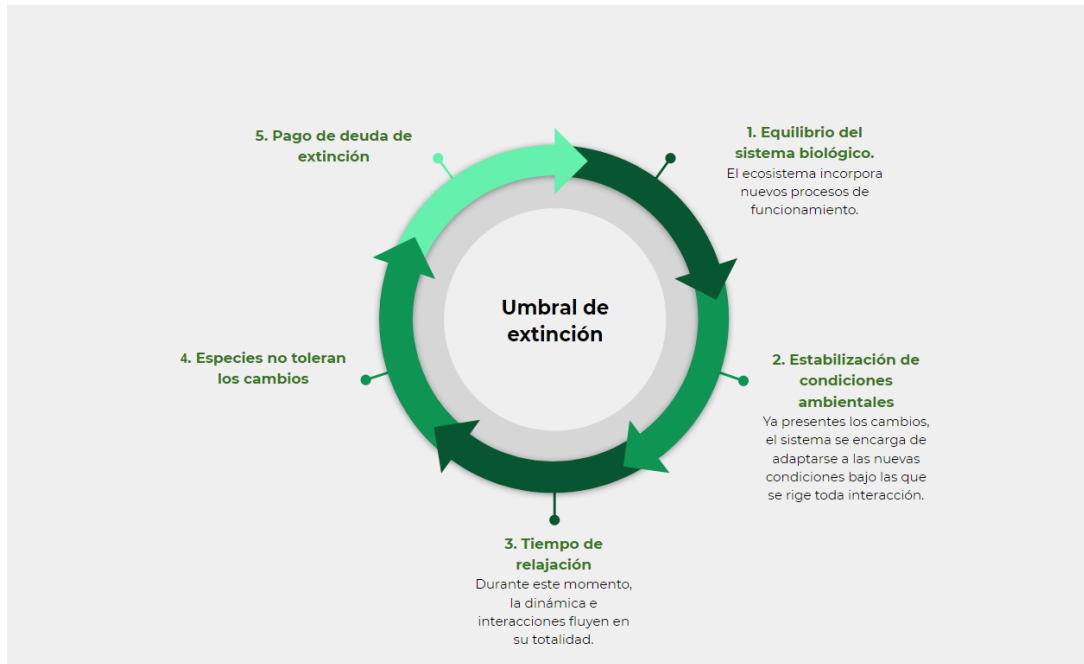 Umbral de
extinción
1. Equilibrio del
sistema biológico.
El ecosistema incorpora
nuevos procesos de
funcionamiento.
2. Estabilización de
condiciones
ambientales
Ya presentes los cambios,
el sistema se encarga de
adaptarse a las nuevas
condiciones bajo las que
se rige toda interacción.
3. Tiempo de
relajación
Durante este momento,
la dinámica e
interacciones fluyen en
su totalidad.
4. Especies no toleran
los cambios
5. Pago de deuda de
extinción